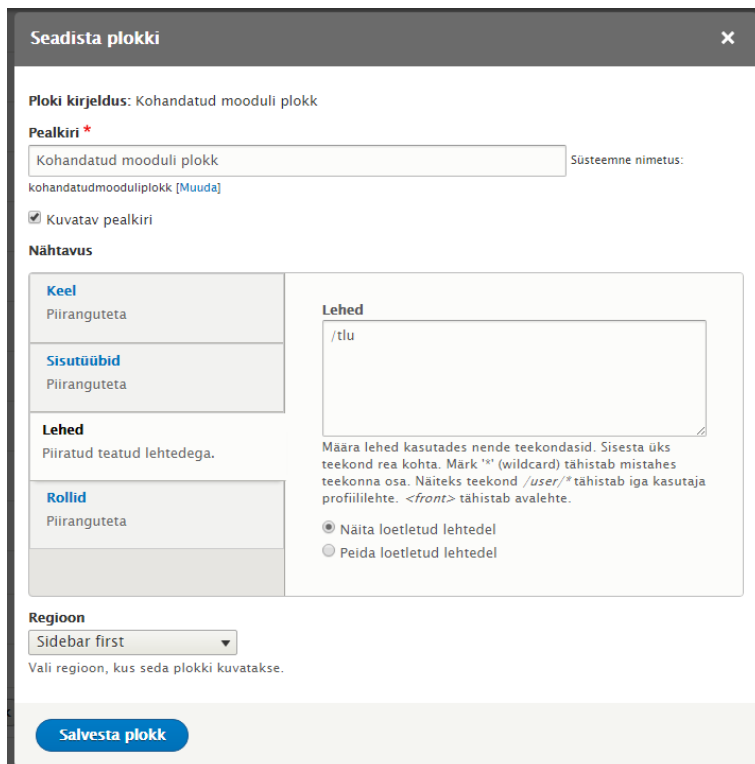 Seadista plokki
Ploki kirjeldus: Kohandatud mooduli plokk
Pealkiri *
Kohandatud mooduli plokk
Süsteemne nimetus:
kohandatudmooduliplokk [Muuda]
Kuvatav pealkiri
Nähtavus
Keel
Piiranguteta
Sisutüübid
Piiranguteta
Lehed
Piiratud teatud lehtedega.
Rollid
Piiranguteta
Lehed
/tlu
Määra lehed kasutades nende teekondasid. Sisesta üks
teekond rea kohta. Märk '*' (wildcard) tähistab mistahes
teekonna osa. Näiteks teekond /user/* tähistab iga kasutaja
profiililehte. <front> tähistab avalehte.
Näita loetletud lehtedel
Peida loetletud lehtedel
Regioon
Sidebar first
Vali regioon, kus seda plokki kuvatakse.
Salvesta plokk